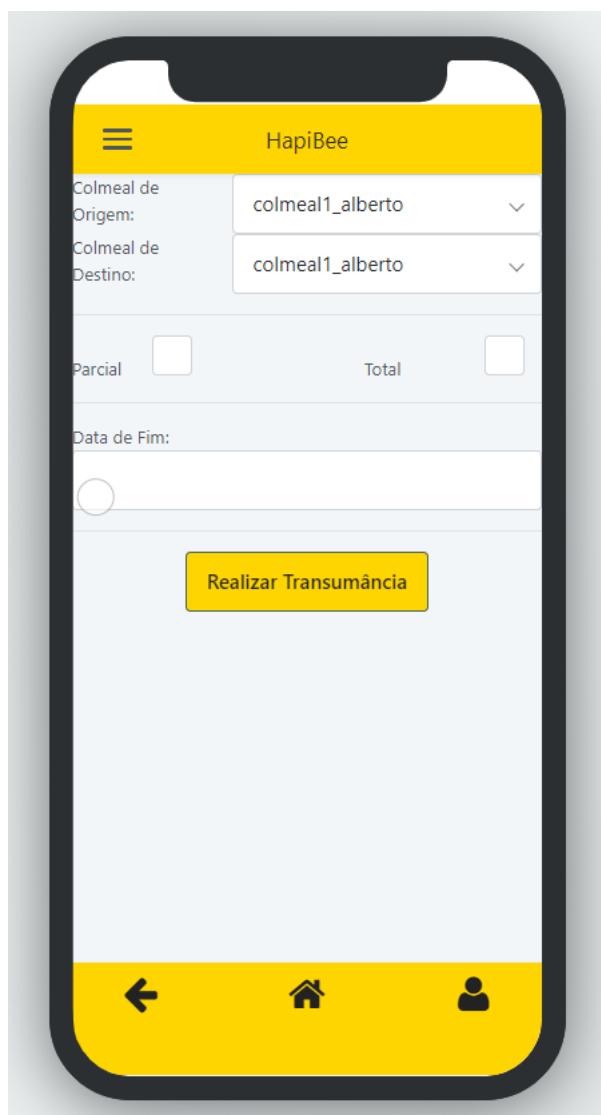 HapiBee
Colmeal de
Origem:
colmeal1_alberto
Colmeal de
Destino:
colmeal1_alberto
Parcial
Total
Data de Fim:
Realizar Transumância